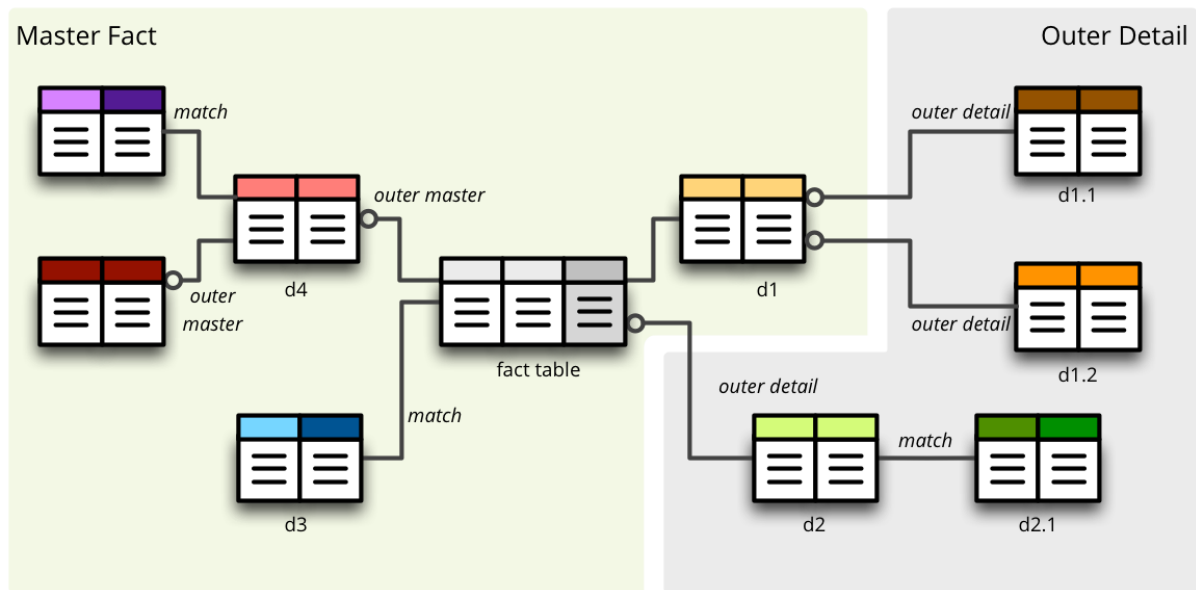 Master Fact
Outer Detail
match
outer detail
d1.1
outer master
d4
d1
outer
master
outer detail
d1.2
fact table
outer detail
match
match
d3
d2
d2.1